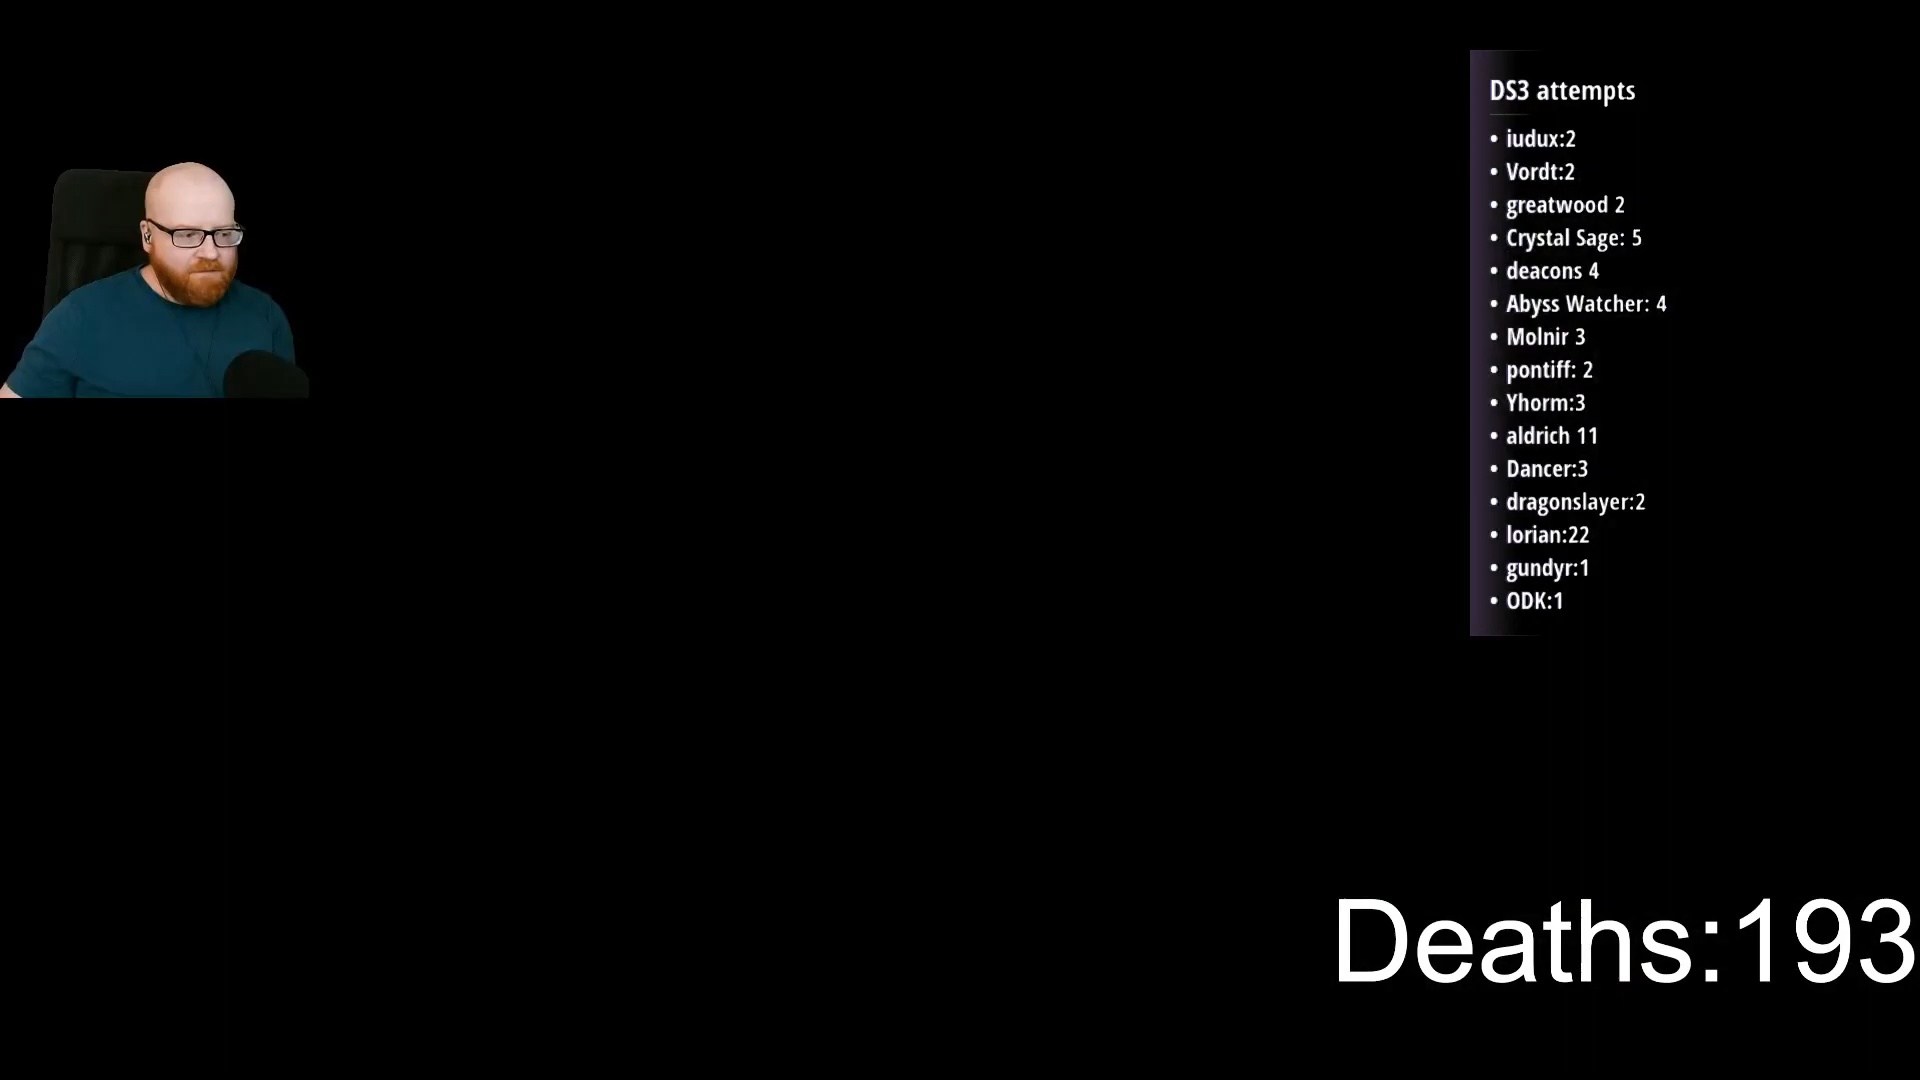 DS3 attempts
• iudux:2
• Vordt:2
• greatwood 2
• Crystal Sage: 5
• deacons 4
• Abyss Watcher: 4
• Molnir 3
• pontiff: 2
• Yhorm:3
• aldrich 11
• Dancer:3
• dragonslayer:2
• lorian:22
• gundyr:1
• ODK:1
Deaths:193